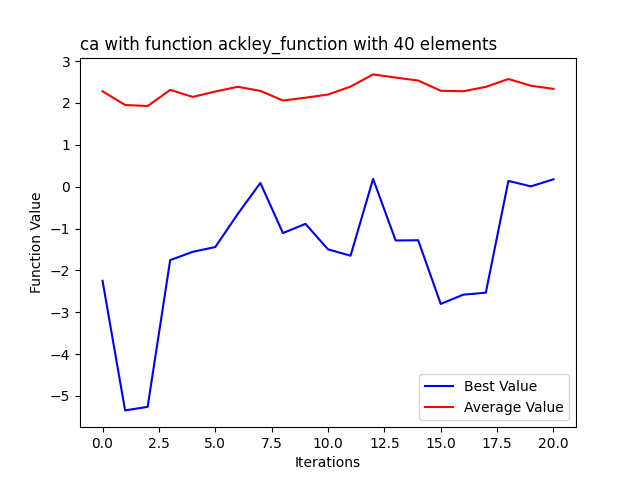 ca with function ackley_function with 40 elements
3
2
1
0
−1
−2
−3
−4
−5
Function Value
0.0 2.5 5.0 7.5 10.0 12.5 15.0 17.5 20.0
Iterations
Best Value
Average Value